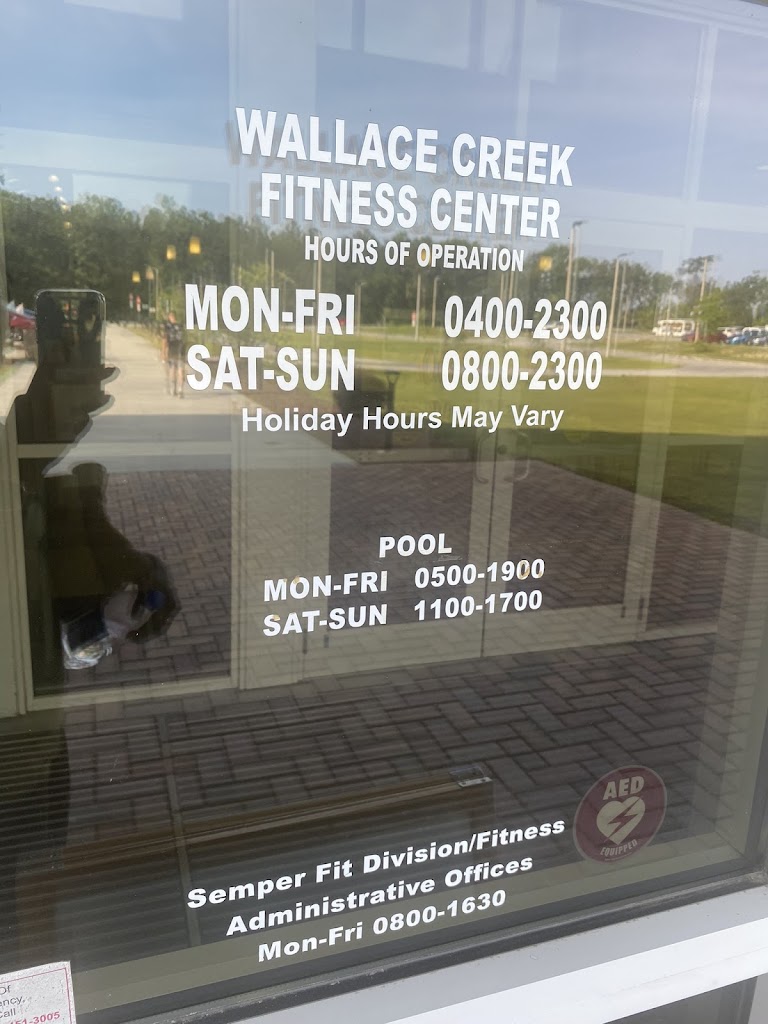 WALLACE CREEK
FITNESS CENTER
HOURS OF OPERATION
MON-FRI 0400-2300
SAT-SUN 0800-2300
Holiday Hours May Vary
POOL
MON-FRI 0500-1900
SAT-SUN 1100-1700
AED
EQUIPPED
Semper Fit Division/Fitness
Administrative Offices
Mon-Fri 0800-1630
Of